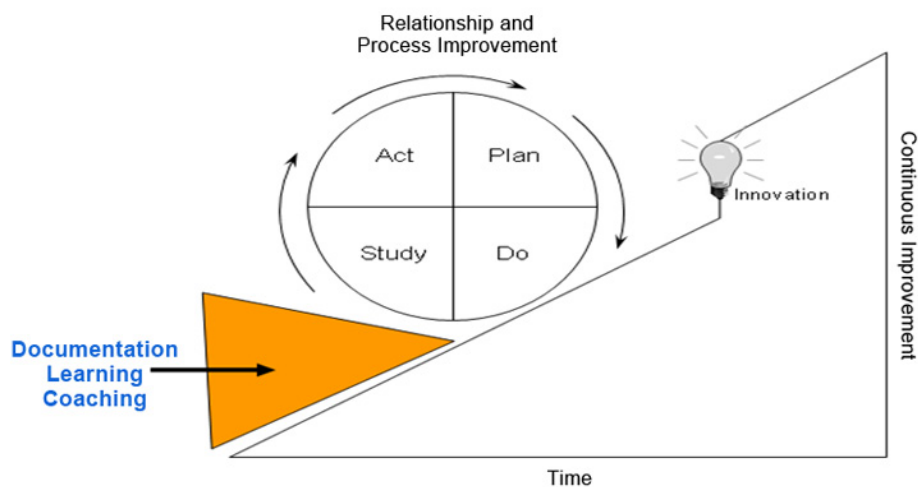 Relationship and
Process Improvement
Act
Plan
Study
Do
Innovation
Continuous Improvement
Documentation
Learning
Coaching
Time